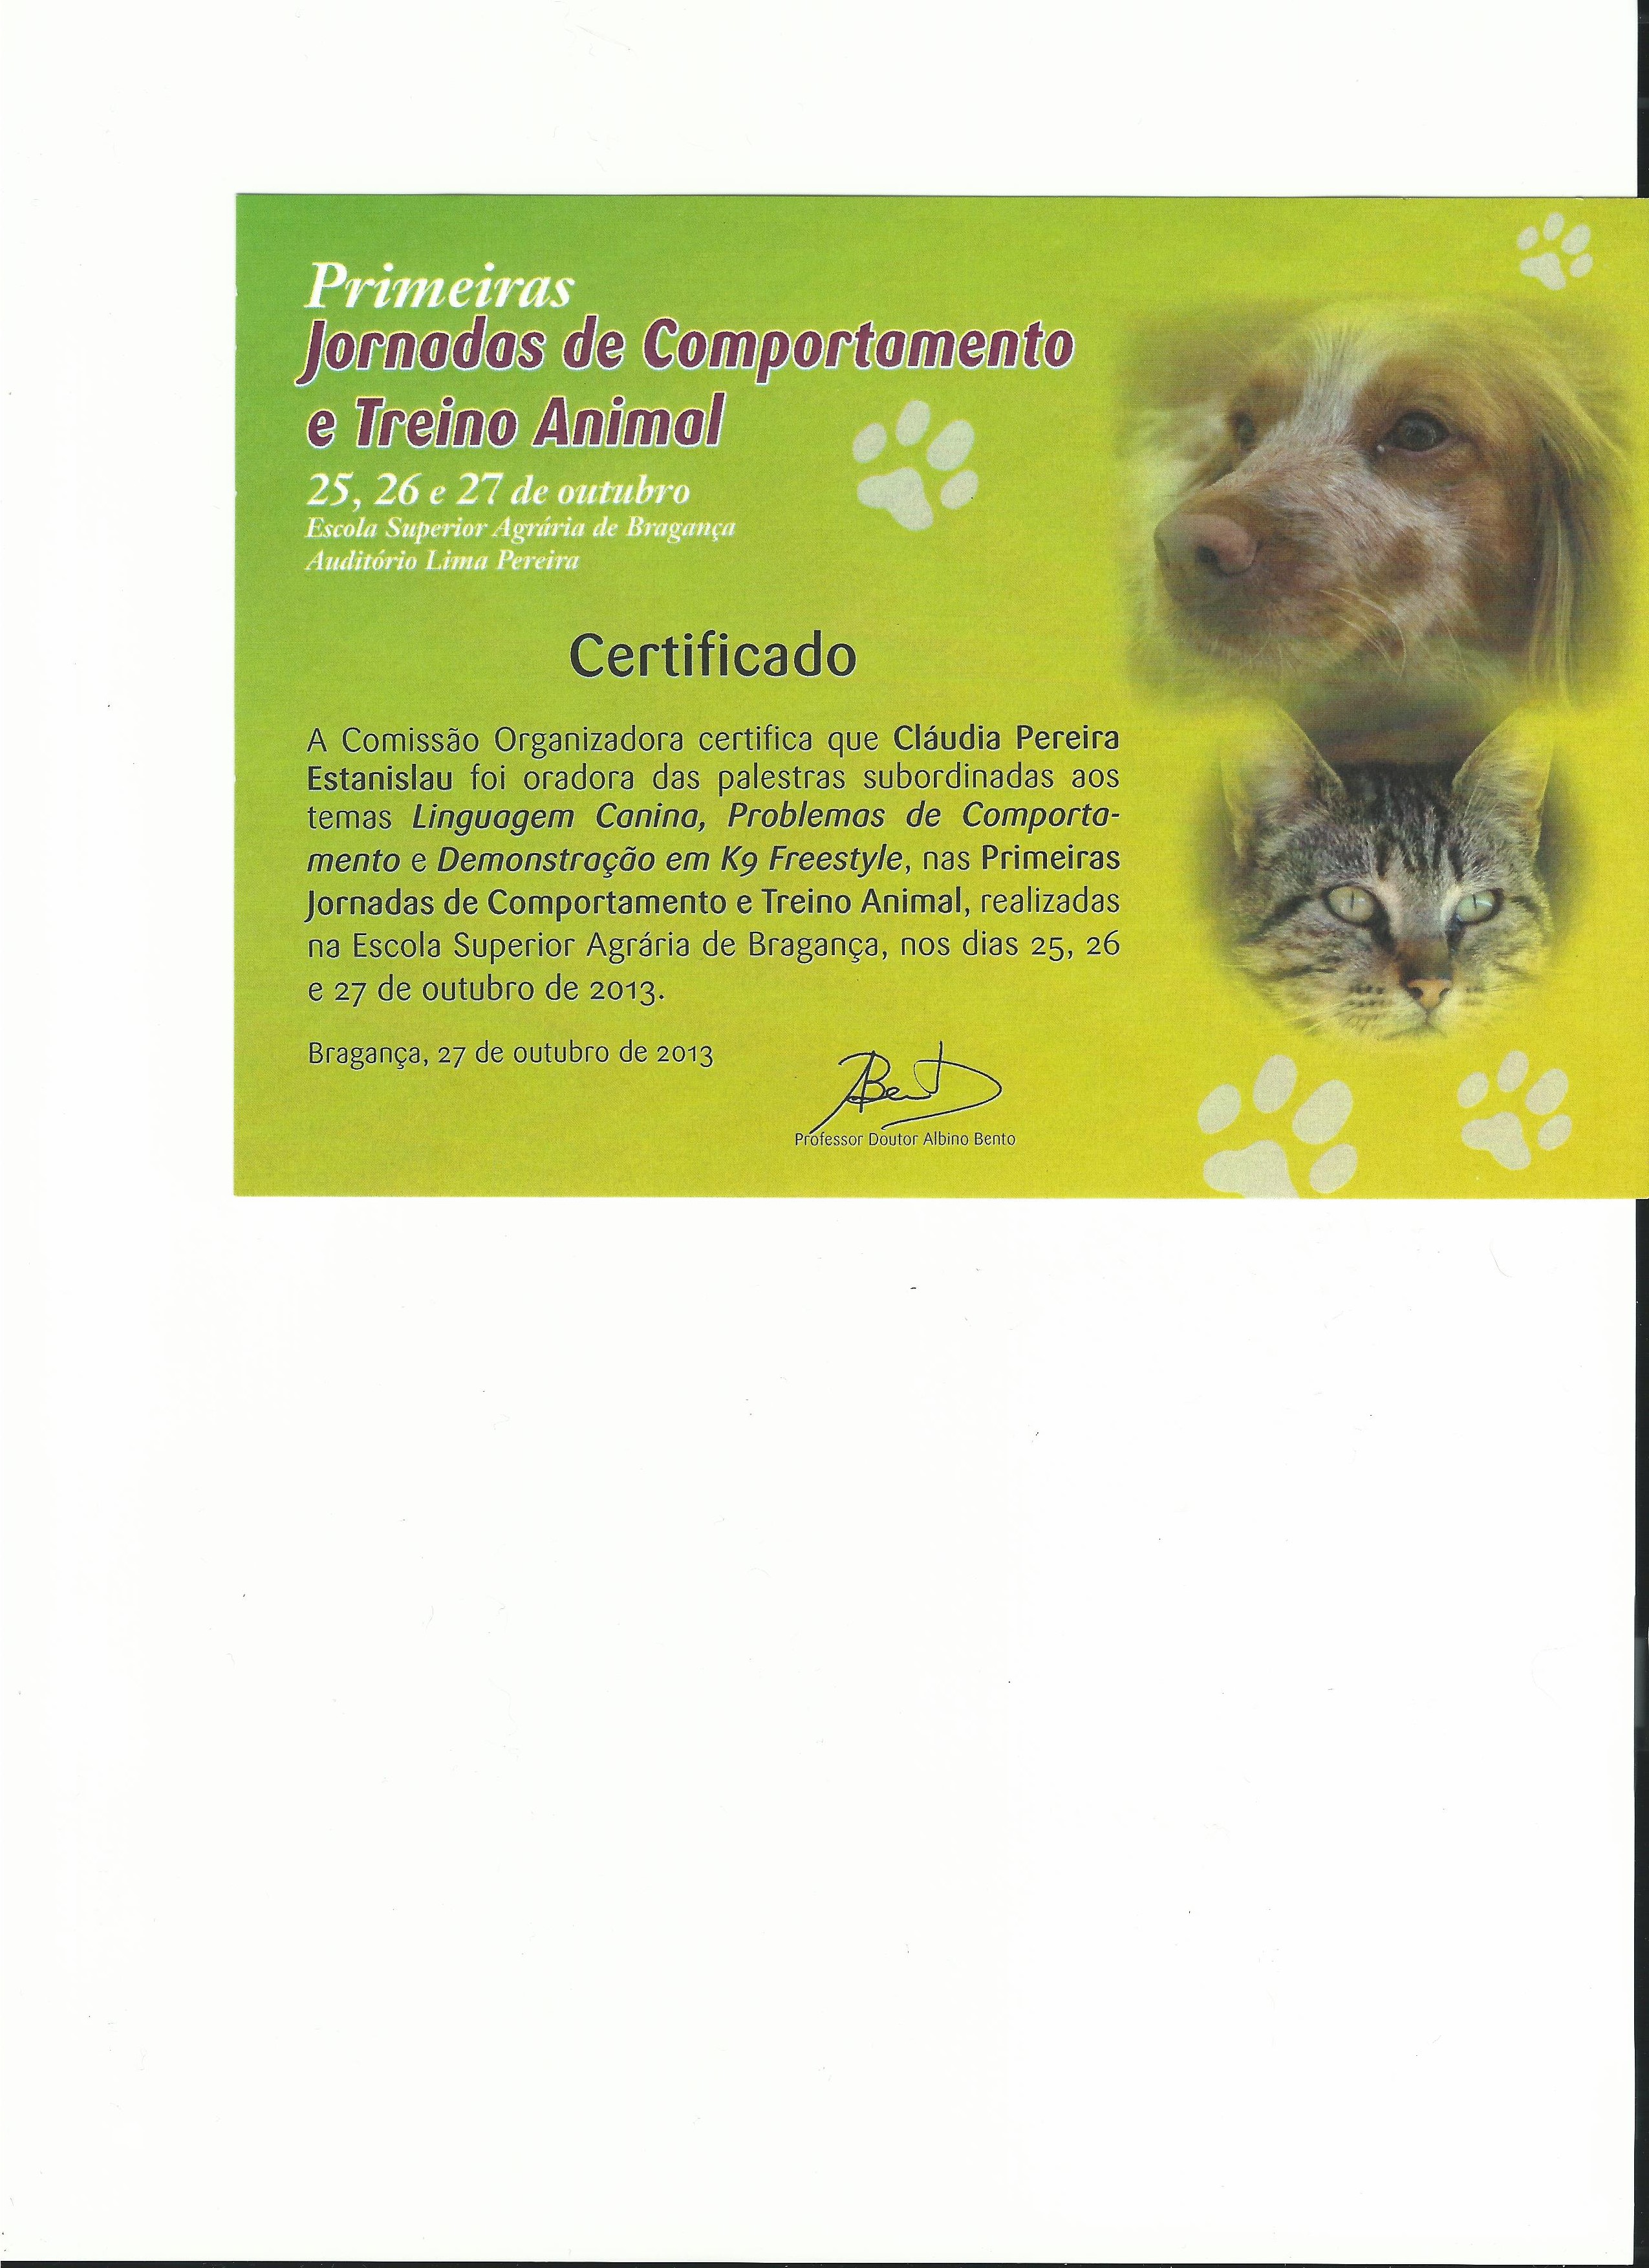 Primeiras
Jornadas de Comportamento
e Treino Animal
25, 26 e 27 de outubro
Escola Superior Agrária de Bragança
Auditório Lima Pereira
Certificado
A Comissão Organizadora certifica que Cláudia Pereira
Estanislau foi oradora das palestras subordinadas aos
temas Linguagem Canina, Problemas de Comporta-
mento e Demonstração em K9 Freestyle, nas Primeiras
Jornadas de Comportamento e Treino Animal, realizadas
na Escola Superior Agrária de Bragança, nos dias 25, 26
e 27 de outubro de 2013.
Bragança, 27 de outubro de 2013
ABento
Professor Doutor Albino Bento